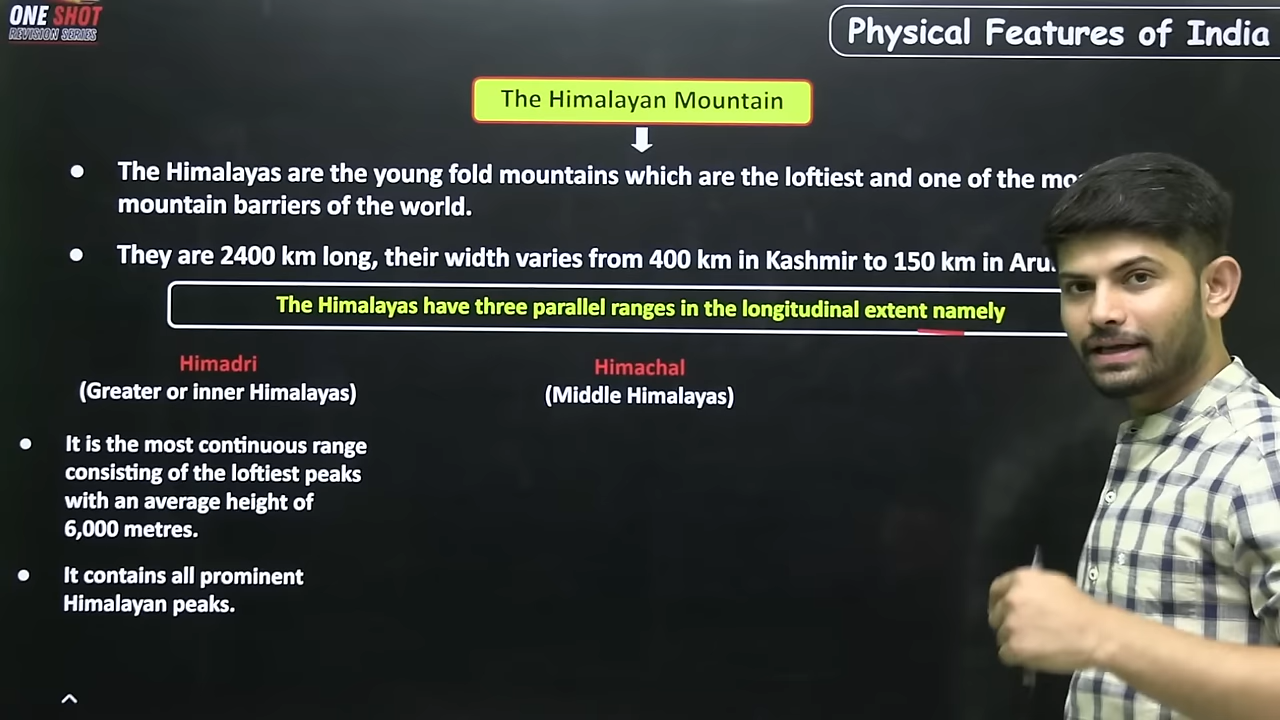 ONE SHOT
REVISION SERIES
Physical Features of India
The Himalayan Mountain
● The Himalayas are the young fold mountains which are the loftiest and one of the
mountain barriers of the world.
● They are 2400 km long, their width varies from 400 km in Kashmir to 150 km in
The Himalayas have three parallel ranges in the longitudinal extent namely
Himadri
(Greater or inner Himalayas)
Himachal
(Middle Himalayas)
● It is the most continuous range
consisting of the loftiest peaks
with an average height of
6,000 metres.
● It contains all prominent
Himalayan peaks.